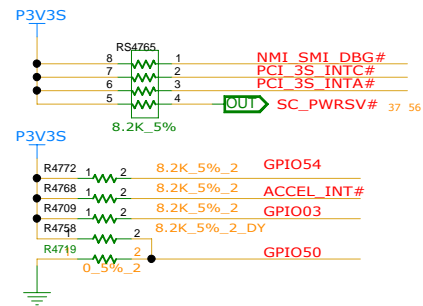 P3V3S
RS4765
8 1 NMI_SMI_DBG#
7 2 PCI_3S_INTC#
6 3 PCI_3S_INTA#
5 4 OUT SC_PWRSV# 37 56
8.2K_5%
P3V3S
R4772 1 2 8.2K_5%_2 GPIO54
R4768 1 2 8.2K_5%_2 ACCEL_INT#
R4709 1 2 8.2K_5%_2 GPIO03
R4758 1 2 8.2K_5%_2_DY
R4719 1 2 GPIO50
0_5%_2